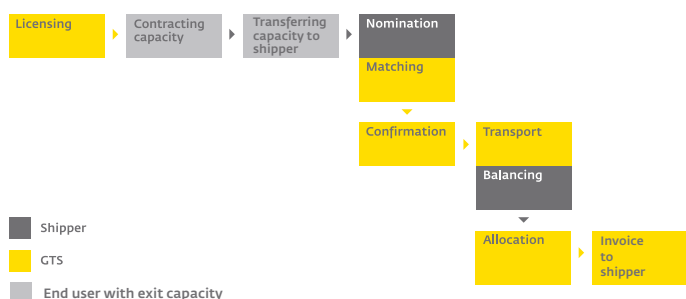 Licensing
Contracting
capacity
Transferring
capacity to
shipper
Nomination
Matching
Confirmation
Transport
Balancing
Allocation
Invoice
to
shipper
Shipper
GTS
End user with exit capacity